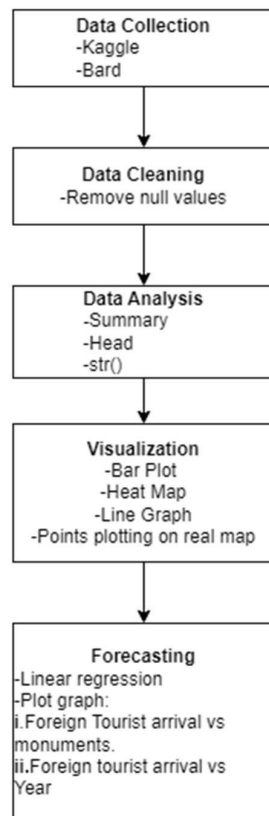 Data Collection
-Kaggle
-Bard
Data Cleaning
-Remove null values
Data Analysis
-Summary
-Head
-str()
Visualization
-Bar Plot
-Heat Map
-Line Graph
-Points plotting on real map
Forecasting
-Linear regression
-Plot graph:
i.Foreign Tourist arrival vs
monuments.
ii.Foreign tourist arrival vs
Year